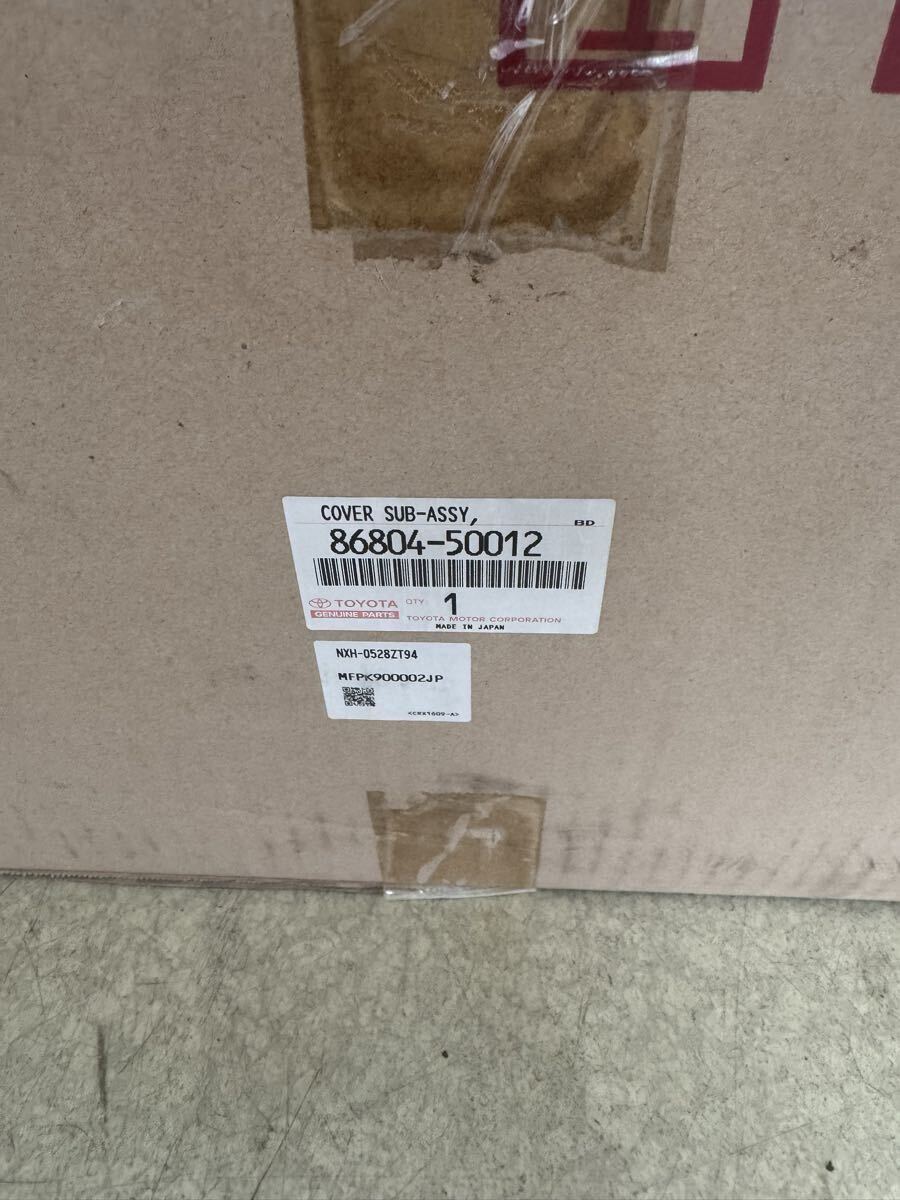 COVER SUB-ASSY,
BD
86804-50012
TOYOTA
GENUINE PARTS
QTY 1
TOYOTA MOTOR CORPORATION
MADE IN JAPAN
NXH-0528ZT94
MFPK900002JP
<CRX1609-A>